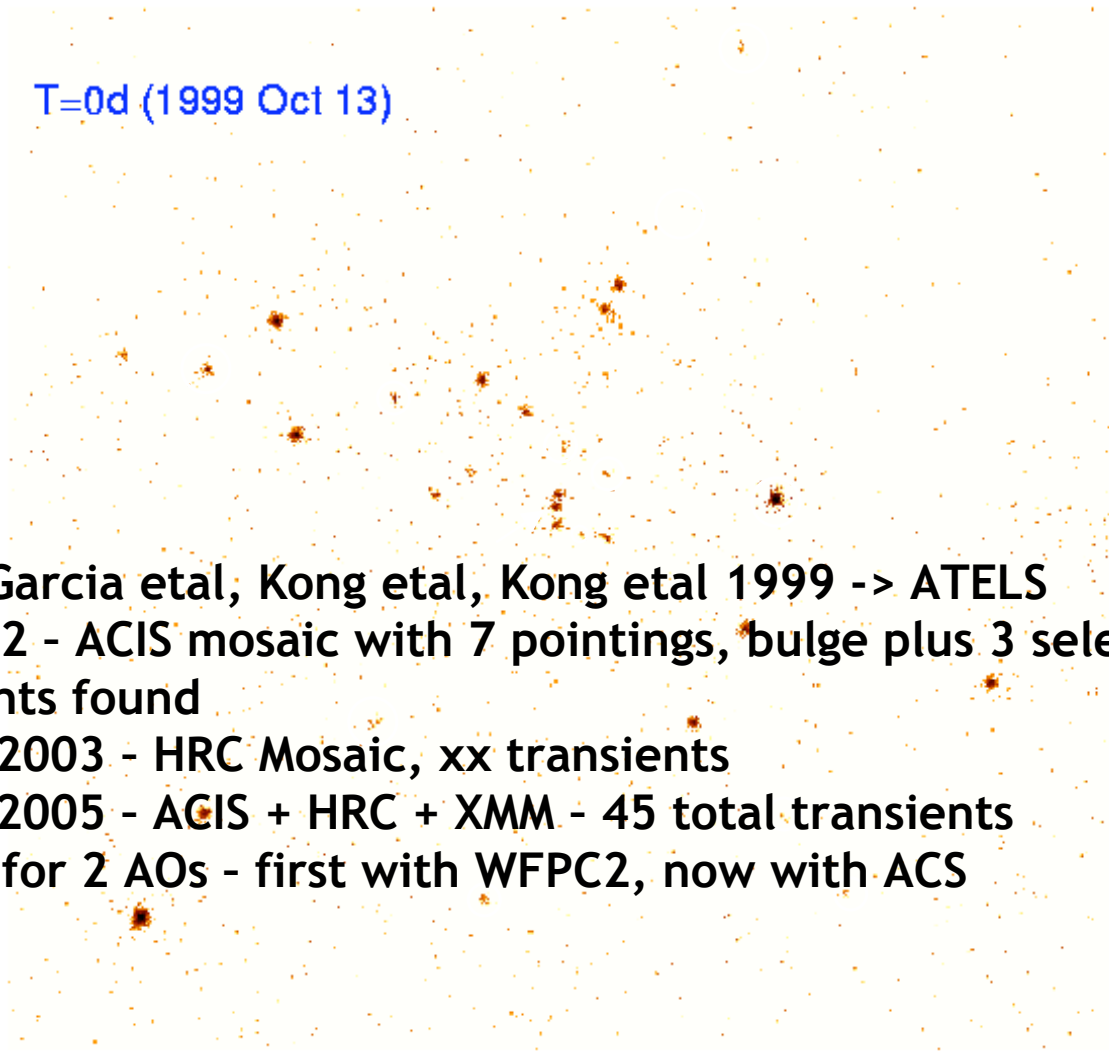 T=0d (1999 Oct 13)
Garcia etal, Kong etal, Kong etal 1999 -> ATELS
2 – ACIS mosaic with 7 pointings, bulge plus 3 sele
nts found
2003 – HRC Mosaic, xx transients
2005 – ACIS + HRC + XMM – 45 total transients
for 2 AOs – first with WFPC2, now with ACS